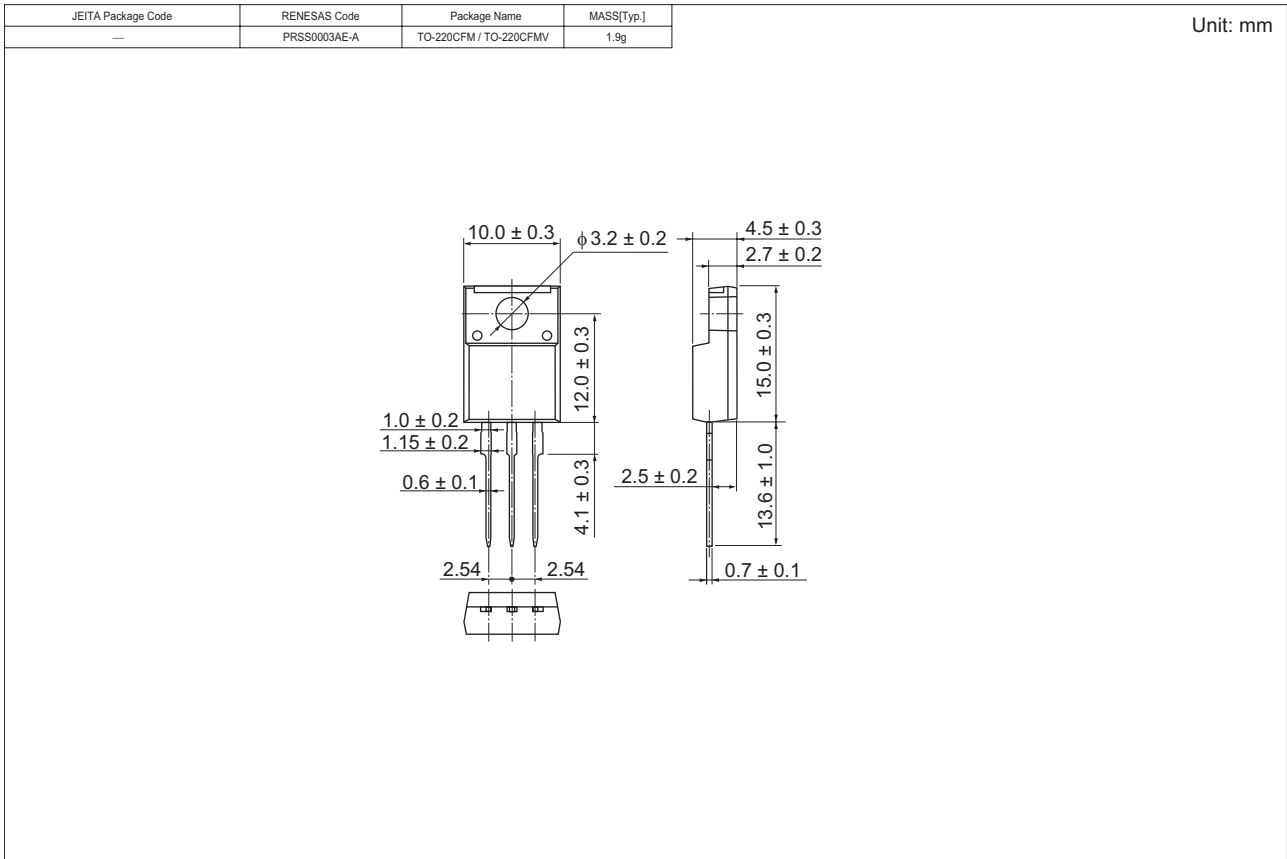 JEITA Package Code RENESAS Code Package Name MASS[Typ.]
— PRSS0003AE-A TO-220CFM / TO-220CFMV 1.9g
Unit: mm
10.0 ± 0.3
ϕ 3.2 ± 0.2
4.5 ± 0.3
2.7 ± 0.2
12.0 ± 0.3
15.0 ± 0.3
1.0 ± 0.2
1.15 ± 0.2
0.6 ± 0.1
4.1 ± 0.3
2.5 ± 0.2
13.6 ± 1.0
2.54
2.54
0.7 ± 0.1